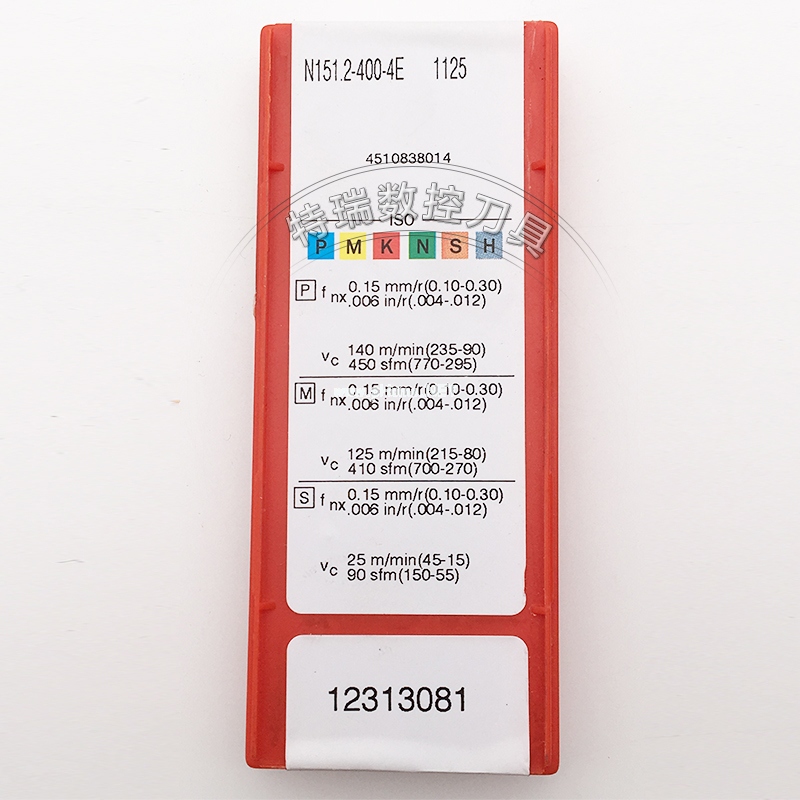 N151.2-400-4E 1125
4510838014
特瑞数控刀具
ISO
P M K N S H
P f nx 0.15 mm/r(0.10-0.30)
.006 in/r(.004-.012)
vc 140 m/min(235-90)
450 sfm(770-295)
M f nx 0.15 mm/r(0.10-0.30)
.006 in/r(.004-.012)
vc 125 m/min(215-80)
410 sfm(700-270)
S f nx 0.15 mm/r(0.10-0.30)
.006 in/r(.004-.012)
vc 25 m/min(45-15)
90 sfm(150-55)
12313081